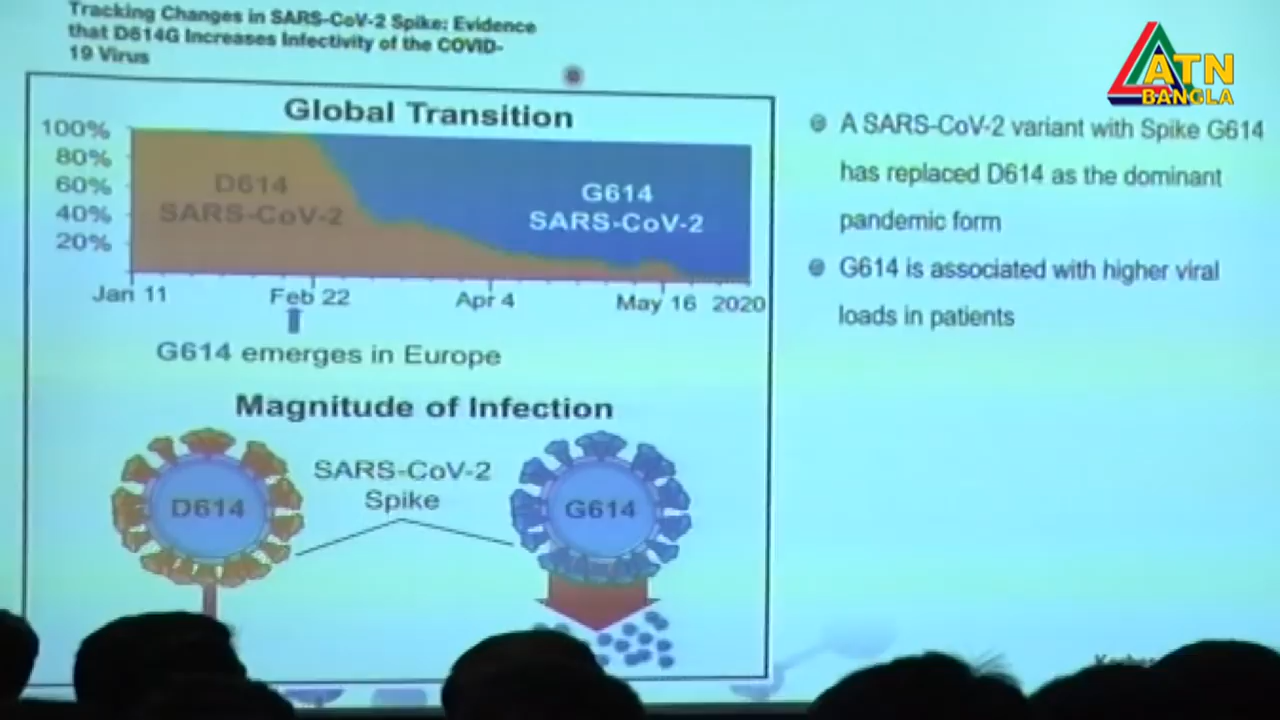 Tracking Changes in SARS-CoV-2 Spike: Evidence
that D614G Increases Infectivity of the COVID-
19 Virus
ATN
BANGLA
Global Transition
100%
80%
60%
40%
20%
D614
SARS-CoV-2
G614
SARS-CoV-2
Jan 11
Feb 22
Apr 4
May 16
2020
G614 emerges in Europe
Magnitude of Infection
SARS-CoV-2
Spike
D614
G614
A SARS-CoV-2 variant with Spike G614
has replaced D614 as the dominant
pandemic form
G614 is associated with higher viral
loads in patients